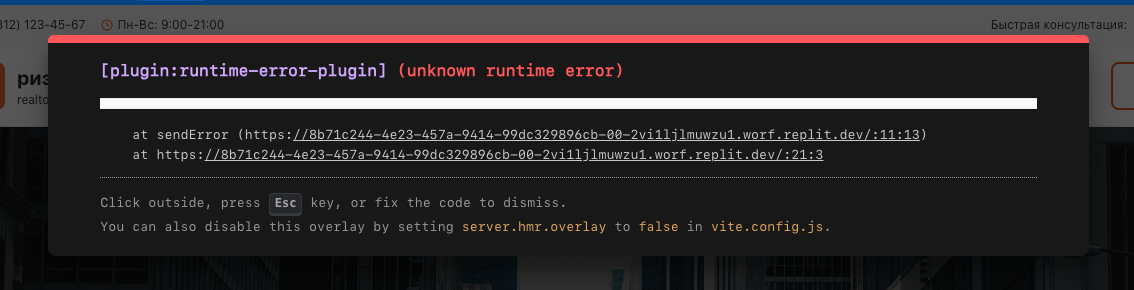 312) 123-45-67 Пн-Вс: 9:00-21:00 Быстрая консультация:
[plugin:runtime-error-plugin] (unknown runtime error)
at sendError (https://8b71c244-4e23-457a-9414-99dc329896cb-00-2vi1ljlmuwzu1.worf.replit.dev/:11:13)
at https://8b71c244-4e23-457a-9414-99dc329896cb-00-2vi1ljlmuwzu1.worf.replit.dev/:21:3
Click outside, press Esc key, or fix the code to dismiss.
You can also disable this overlay by setting server.hmr.overlay to false in vite.config.js.